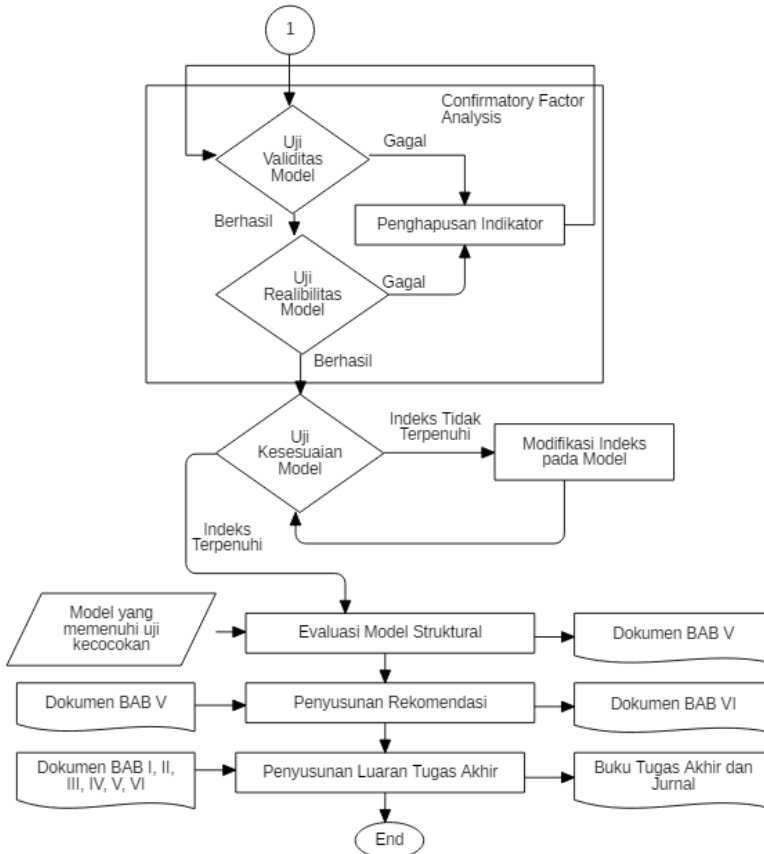 1
Confirmatory Factor
Analysis
Uji
Validitas
Model
Gagal
Berhasil
Penghapusan Indikator
Uji
Realibilitas
Model
Gagal
Berhasil
Uji
Kesesuaian
Model
Indeks Tidak
Terpenuhi
Modifikasi Indeks
pada Model
Indeks
Terpenuhi
Model yang
memenuhi uji
kecocokan
Evaluasi Model Struktural
Dokumen BAB V
Dokumen BAB V
Penyusunan Rekomendasi
Dokumen BAB VI
Dokumen BAB I, II,
III, IV, V, VI
Penyusunan Luaran Tugas Akhir
Buku Tugas Akhir dan
Jurnal
End